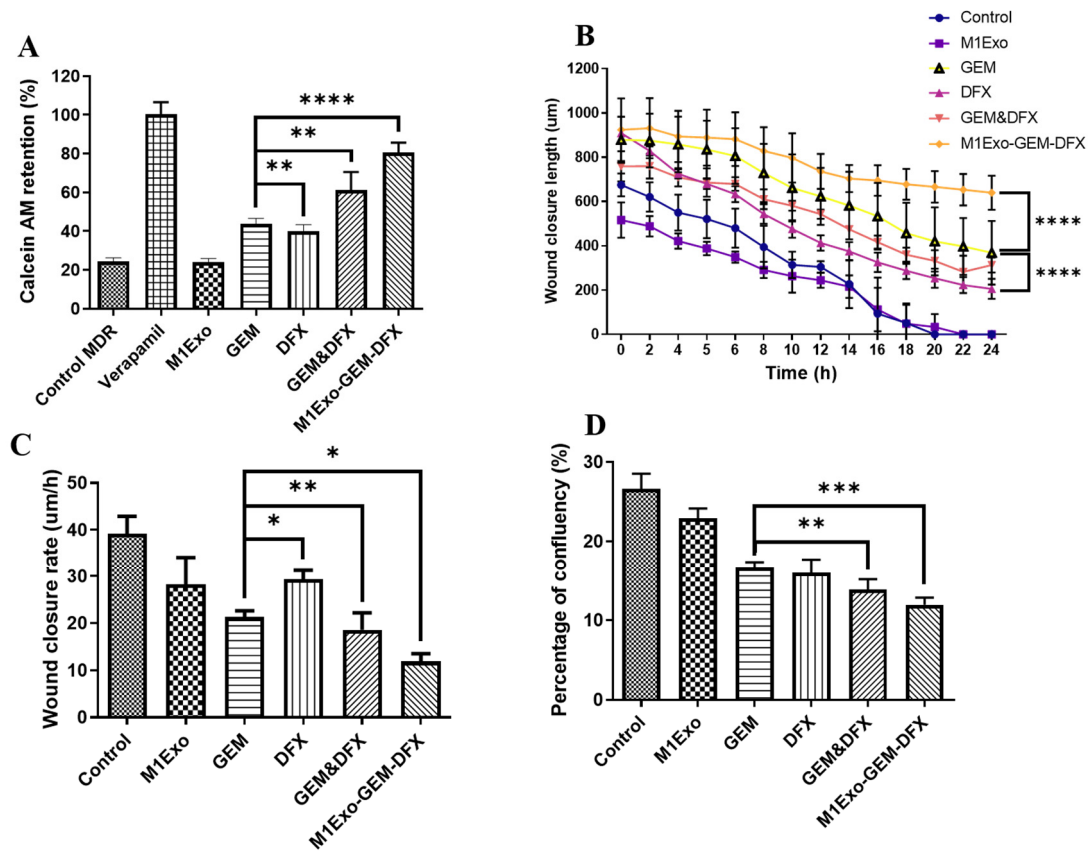 A
Calcein AM retention (%)
120
100
80
60
40
20
0
****
**
**
Control MDR
Verapamil
M1Exo
GEM
DFX
GEM&DFX
M1Exo-GEM-DFX
B
Control
M1Exo
GEM
DFX
GEM&DFX
M1Exo-GEM-DFX
Wound closure length (um)
1200
1000
800
600
400
200
0
****
****
0 2 4 5 6 8 10 12 14 16 18 20 22 24
Time (h)
C
Wound closure rate (um/h)
50
40
30
20
10
0
*
**
*
Control
M1Exo
GEM
DFX
GEM&DFX
M1Exo-GEM-DFX
D
Percentage of confluency (%)
30
20
10
0
***
**
Control
M1Exo
GEM
DFX
GEM&DFX
M1Exo-GEM-DFX